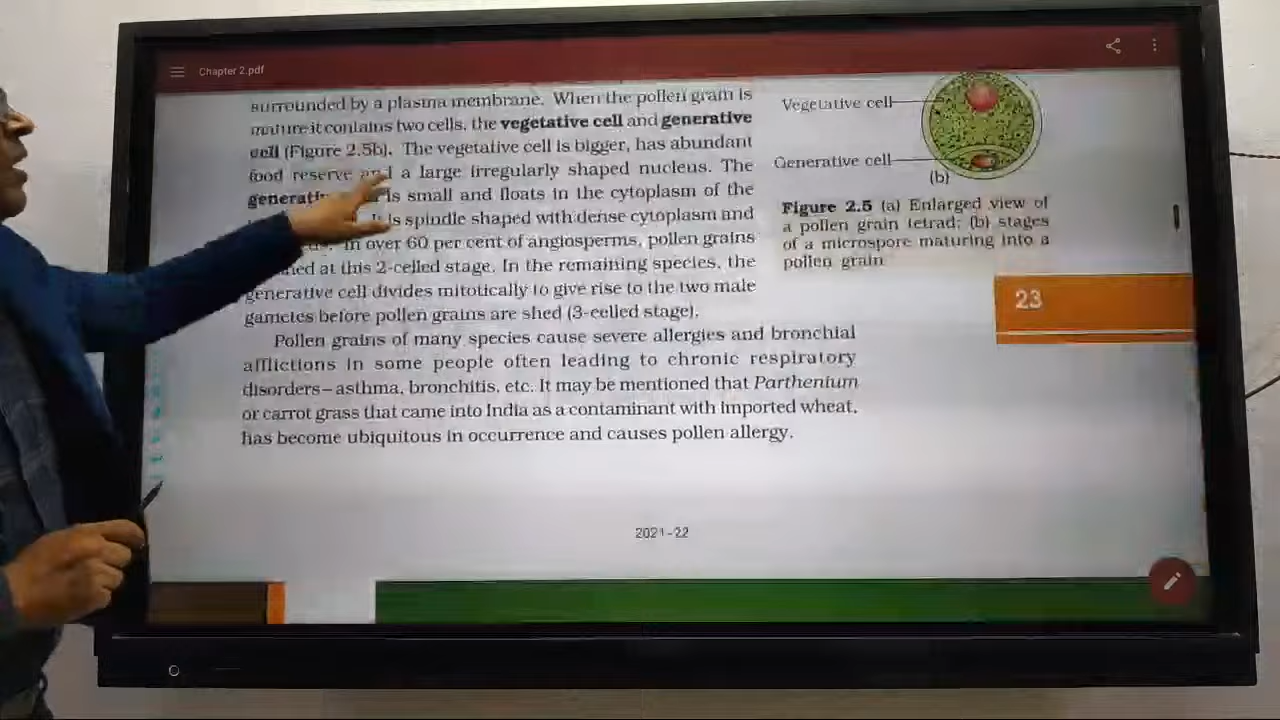 Chapter 2.pdf
surrounded by a plasma membrane. When the pollen grain is
mature it contains two cells, the vegetative cell and generative
cell (Figure 2.5b). The vegetative cell is bigger, has abundant
food reserve and a large irregularly shaped nucleus. The
is small and floats in the cytoplasm of the
It is spindle shaped with dense cytoplasm and
In over 60 per cent of angiosperms, pollen grains
at this 2-celled stage. In the remaining species, the
generative cell divides mitotically to give rise to the two male
gametes before pollen grains are shed (3-celled stage).
Pollen grains of many species cause severe allergies and bronchial
afflictions in some people often leading to chronic respiratory
disorders– asthma, bronchitis, etc. It may be mentioned that Parthenium
or carrot grass that came into India as a contaminant with imported wheat,
has become ubiquitous in occurrence and causes pollen allergy.
Vegetative cell
Generative cell
(b)
Figure 2.5 (a) Enlarged view of
a pollen grain tetrad; (b) stages
of a microspore maturing into a
pollen grain
23
2021-22